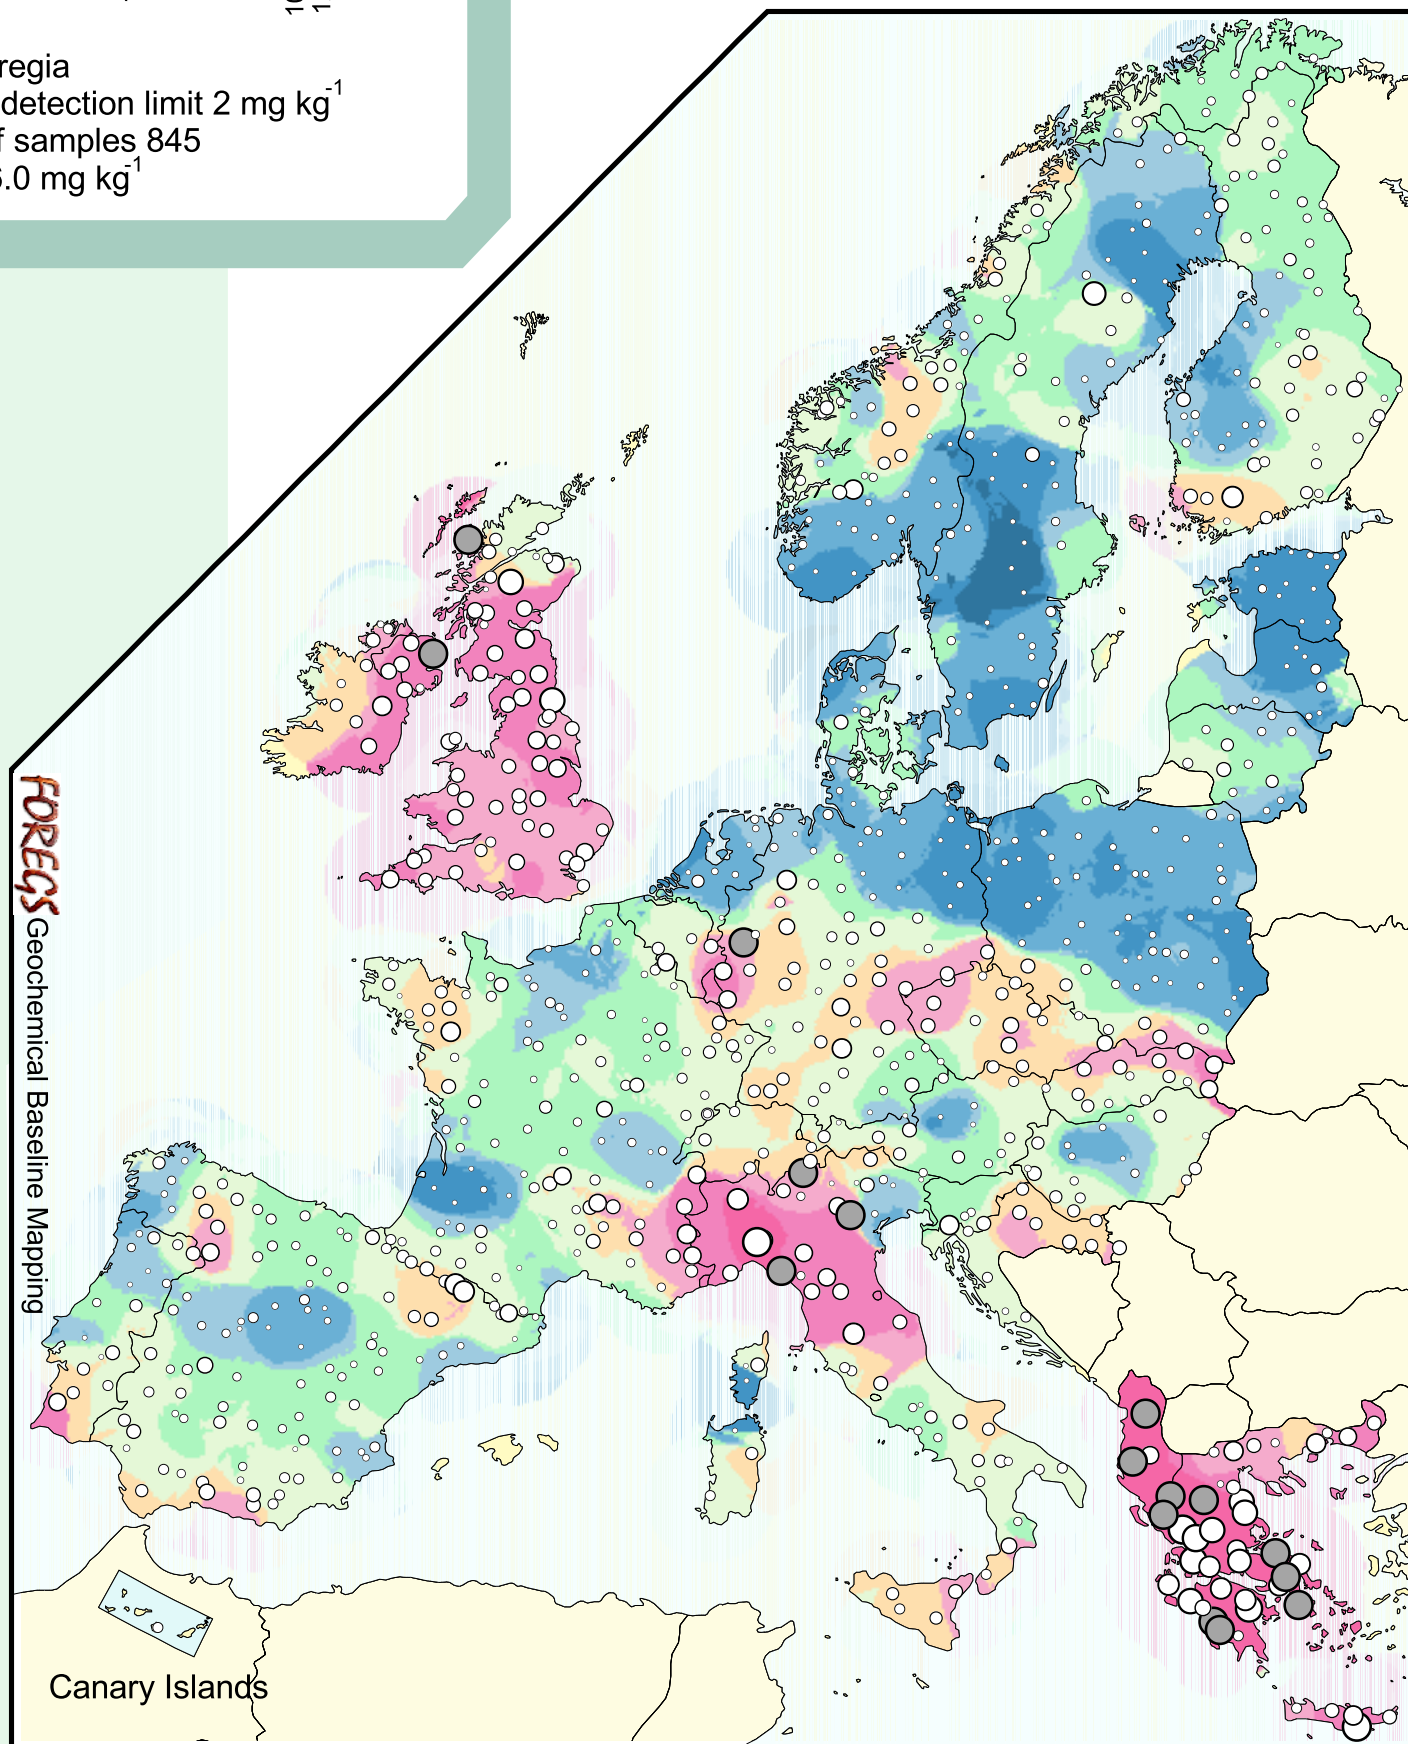 regia
detection limit 2 mg kg-1
samples 845
.0 mg kg-1
FOREGS Geochemical Baseline Mapping
Canary Islands